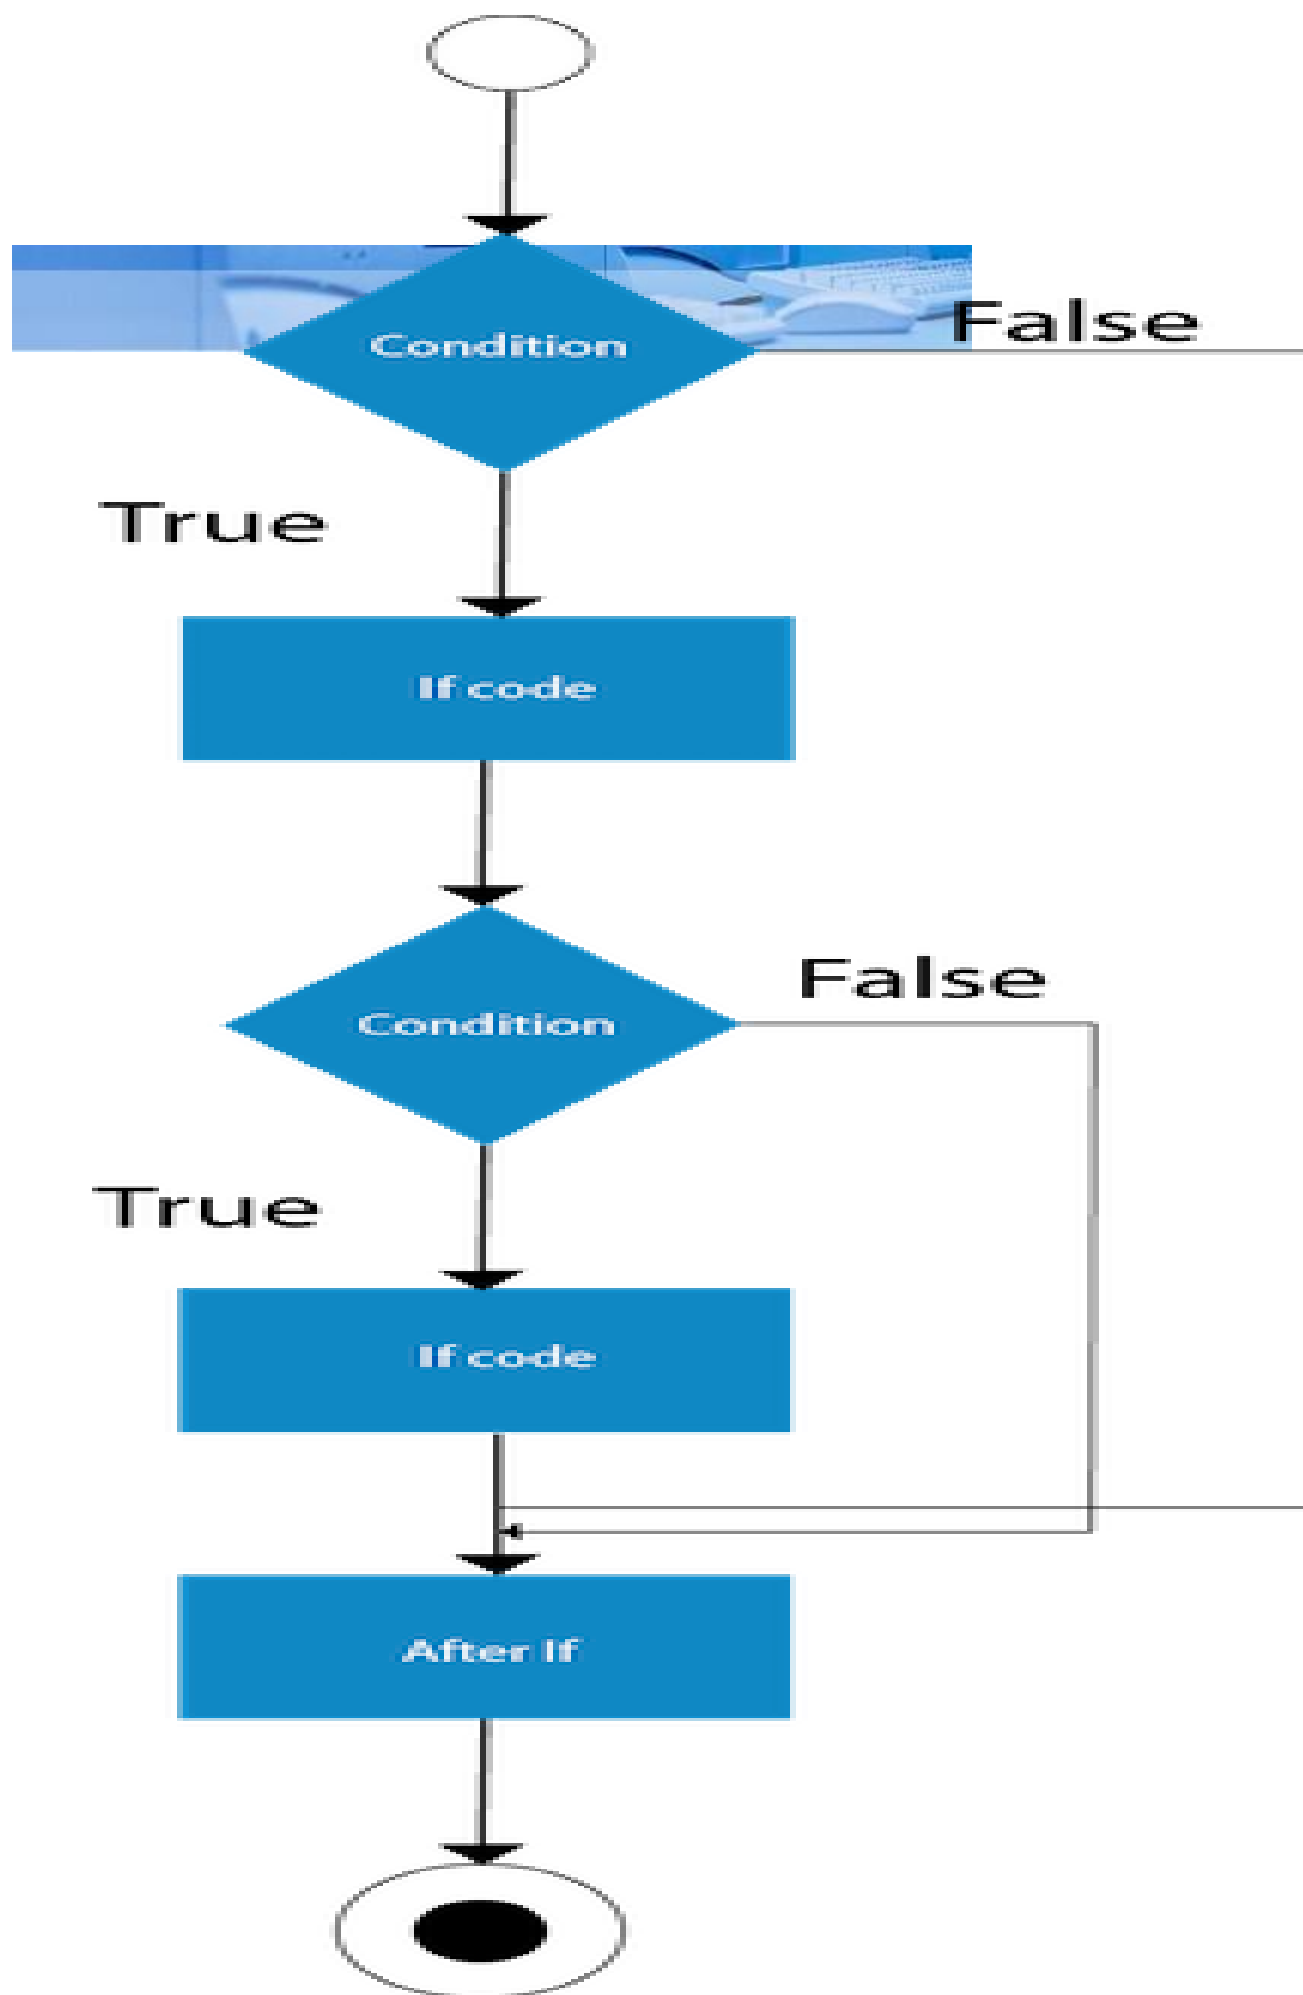 Condition
False
True
If code
Condition
False
True
If code
After If